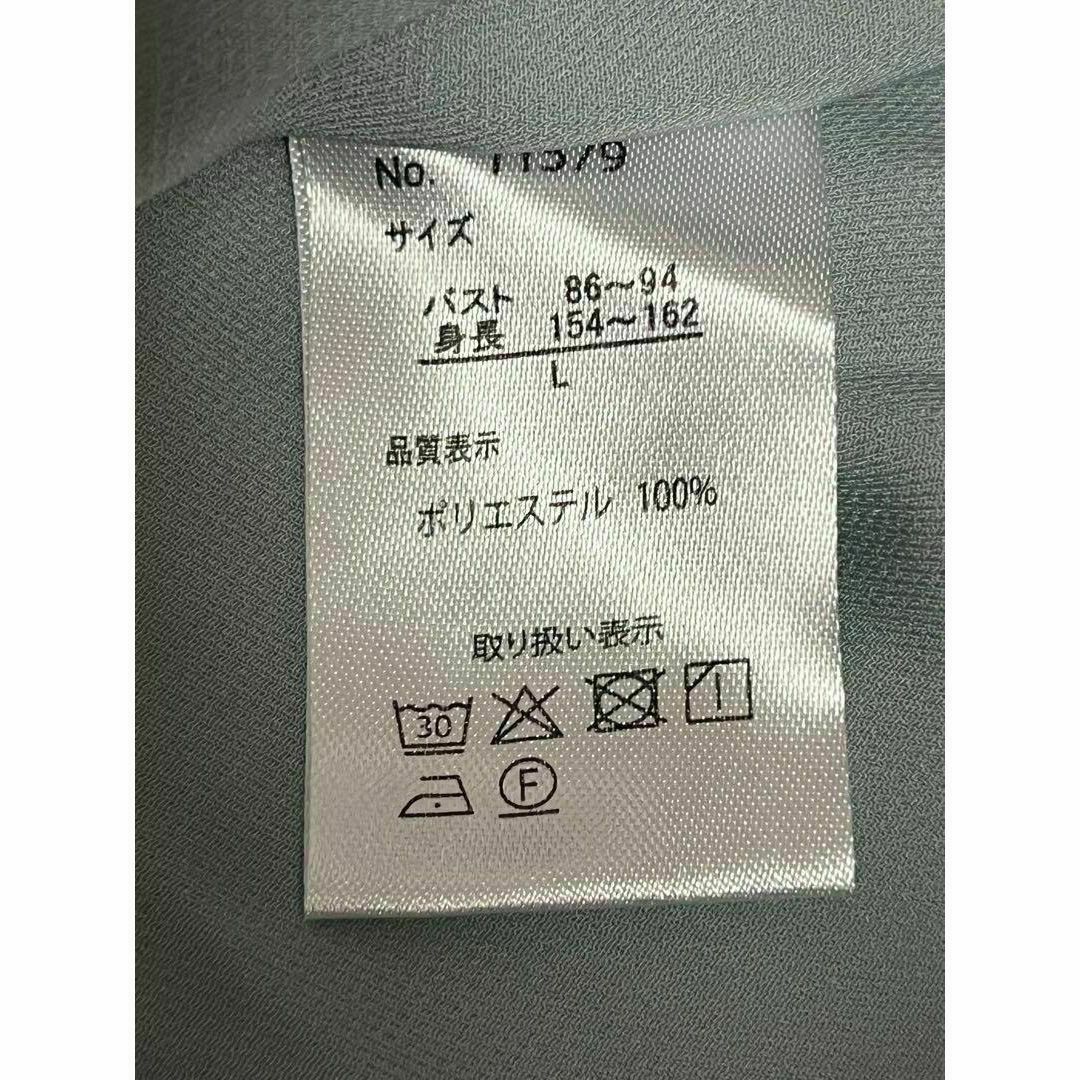 No. 11579
サイズ
バスト 86～94
身長 154～162
L
品質表示
ポリエステル 100%
取り扱い表示
30
F